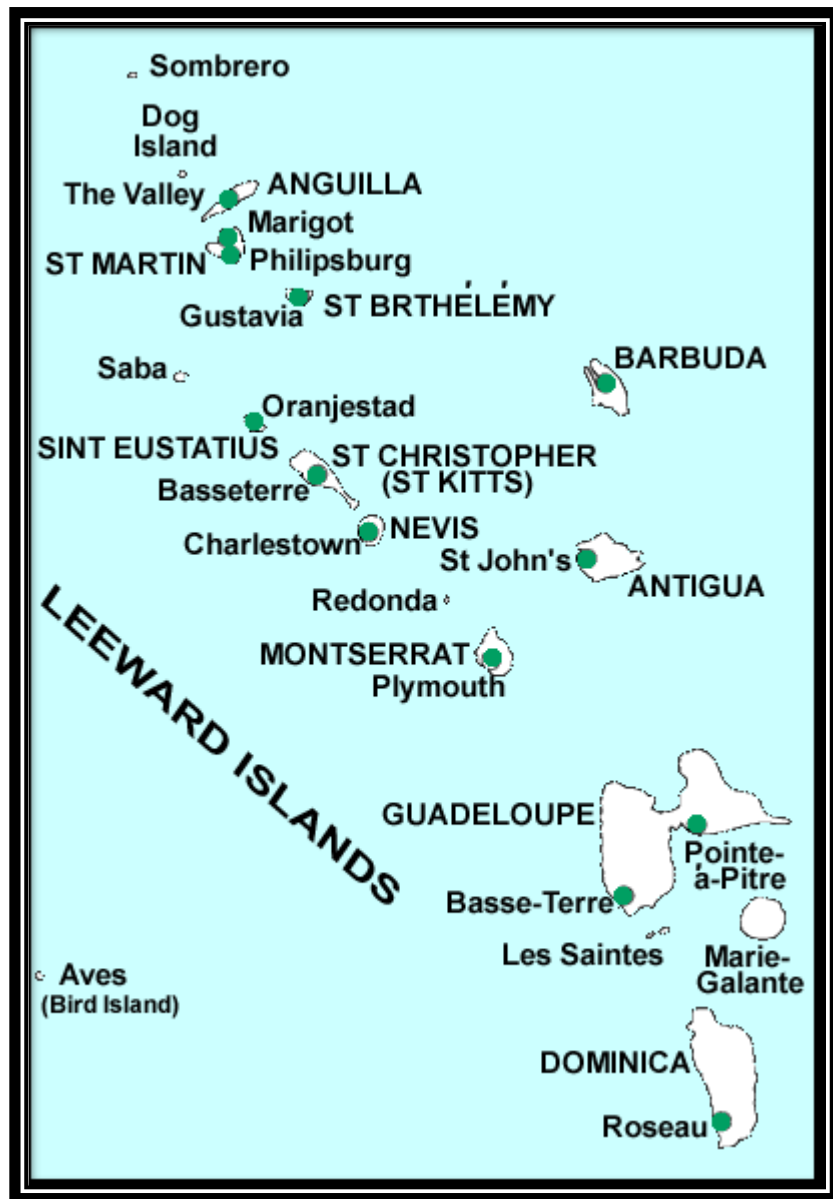 Sombrero
Dog
Island
The Valley
ANGUILLA
Marigot
ST MARTIN
Philipsburg
Gustavia
ST BRTHÉLÉMY
Saba
BARBUDA
Oranjestad
SINT EUSTATIUS
ST CHRISTOPHER
(ST KITTS)
Basseterre
NEVIS
Charlestown
St John's
ANTIGUA
Redonda
MONTSERRAT
Plymouth
LEEWARD ISLANDS
GUADELOUPE
Pointe-
à-Pitre
Basse-Terre
Les Saintes
Marie-
Galante
Aves
(Bird Island)
DOMINICA
Roseau